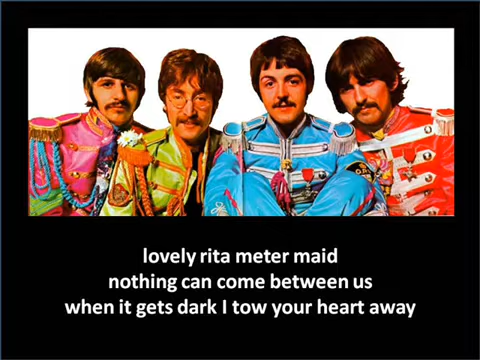 lovely rita meter maid
nothing can come between us
when it gets dark I tow your heart away